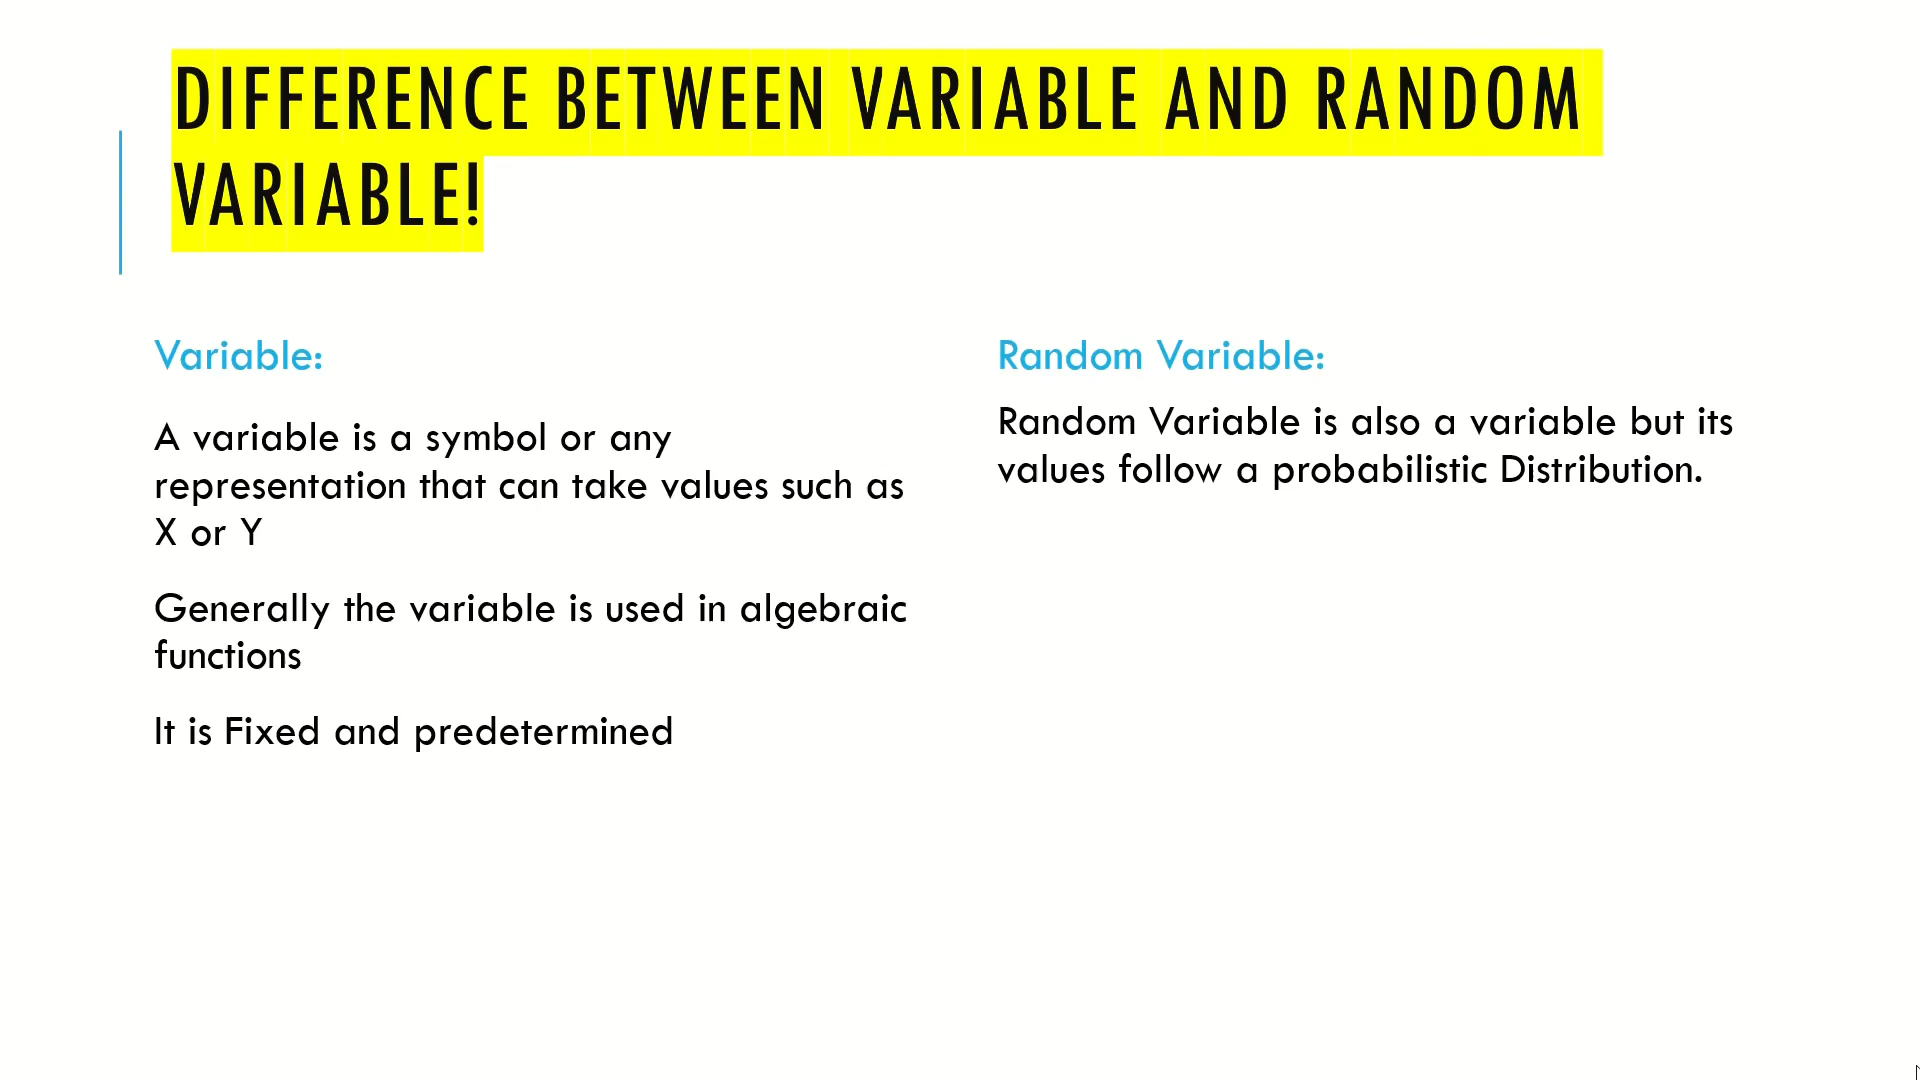 DIFFERENCE BETWEEN VARIABLE AND RANDOM
VARIABLE!
Variable:
A variable is a symbol or any
representation that can take values such as
X or Y
Generally the variable is used in algebraic
functions
It is Fixed and predetermined
Random Variable:
Random Variable is also a variable but its
values follow a probabilistic Distribution.